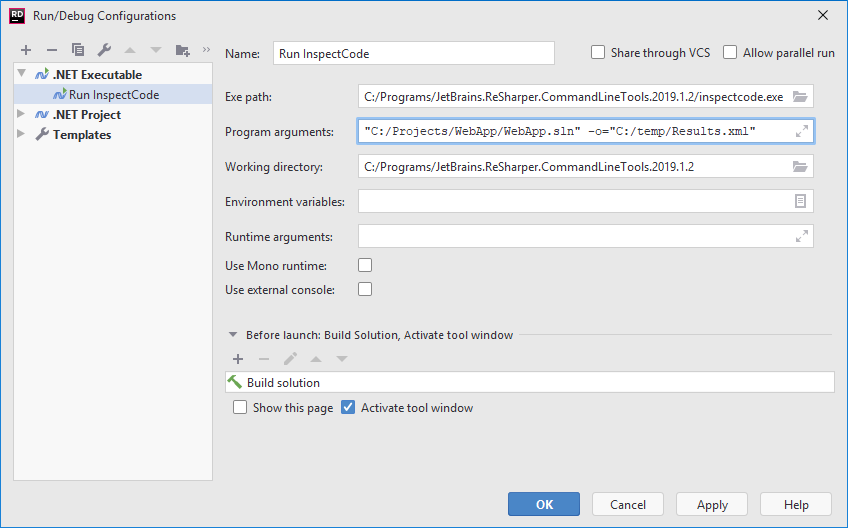 RD Run/Debug Configurations
Name: Run InspectCode Share through VCS Allow parallel run
.NET Executable
Run InspectCode
.NET Project
Templates
Exe path: C:/Programs/JetBrains.ReSharper.CommandLineTools.2019.1.2/inspectcode.exe
Program arguments: "C:/Projects/WebApp/WebApp.sln" -o="C:/temp/Results.xml"
Working directory: C:/Programs/JetBrains.ReSharper.CommandLineTools.2019.1.2
Environment variables:
Runtime arguments:
Use Mono runtime:
Use external console:
Before launch: Build Solution, Activate tool window
Build solution
Show this page Activate tool window
OK Cancel Apply Help